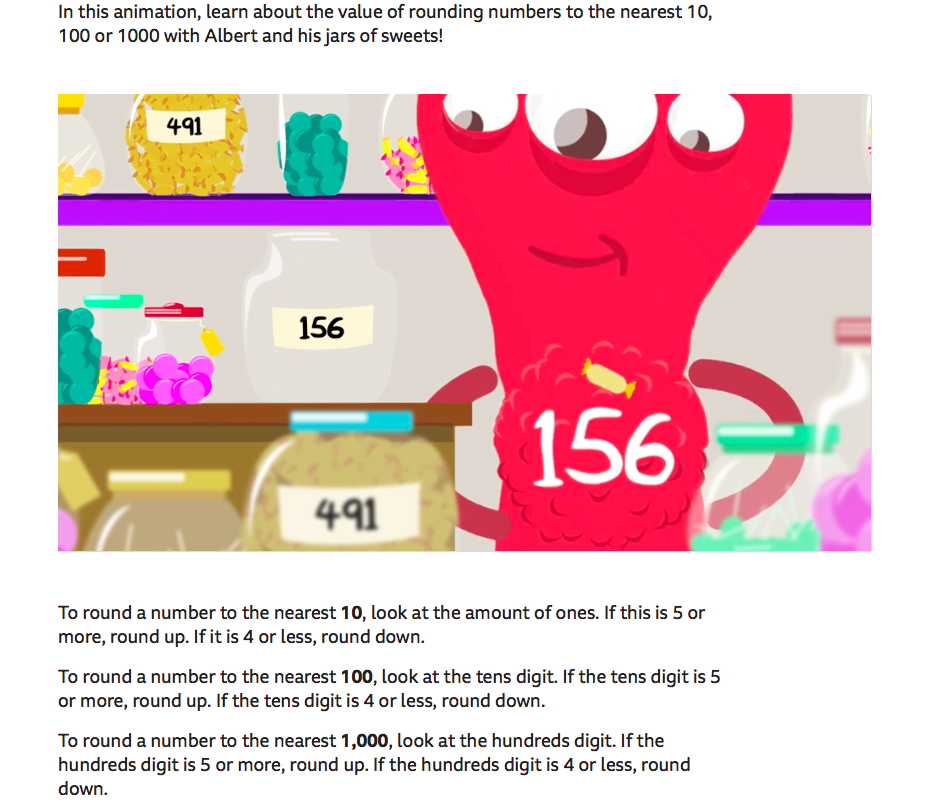 In this animation, learn about the value of rounding numbers to the nearest 10,
100 or 1000 with Albert and his jars of sweets!
491
156
156
491
To round a number to the nearest 10, look at the amount of ones. If this is 5 or
more, round up. If it is 4 or less, round down.
To round a number to the nearest 100, look at the tens digit. If the tens digit is 5
or more, round up. If the tens digit is 4 or less, round down.
To round a number to the nearest 1,000, look at the hundreds digit. If the
hundreds digit is 5 or more, round up. If the hundreds digit is 4 or less, round
down.